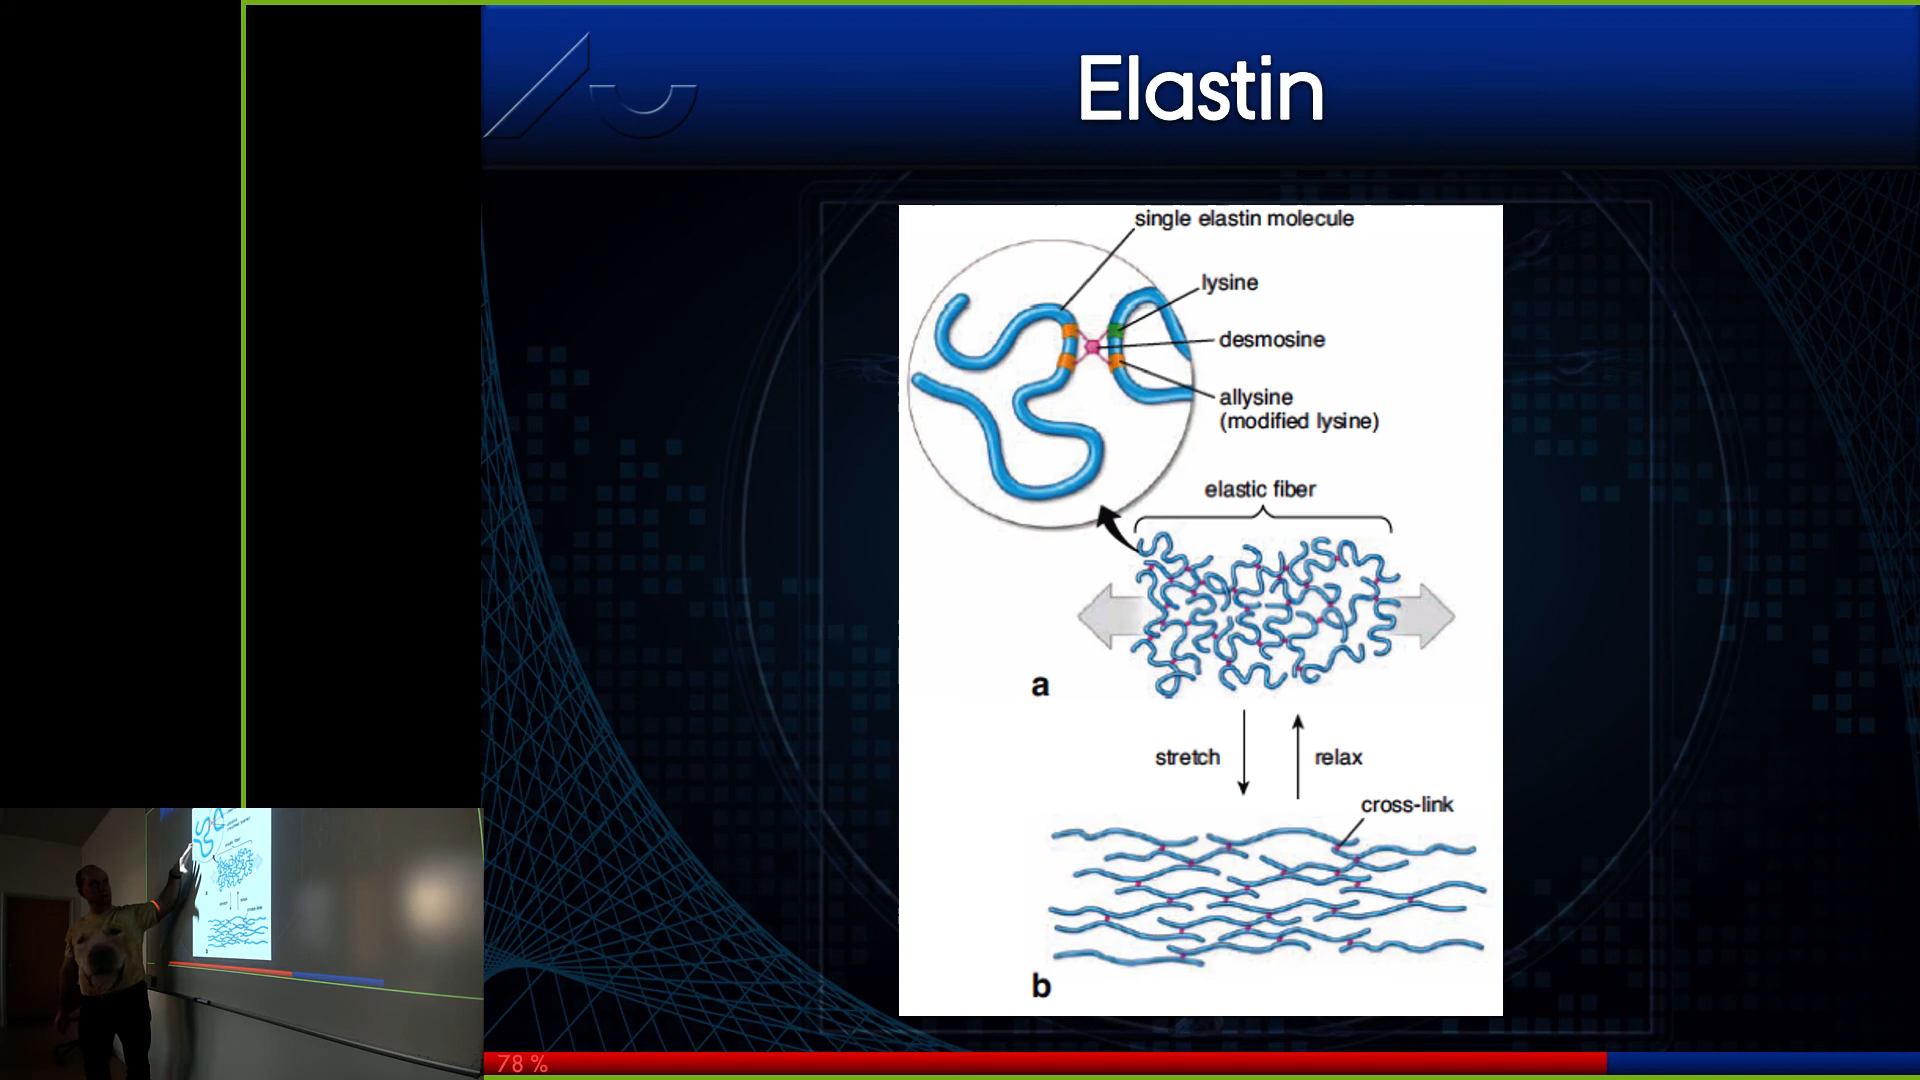 Elastin
single elastin molecule
lysine
desmosine
allysine
(modified lysine)
elastic fiber
a
stretch
relax
cross-link
b
78 %